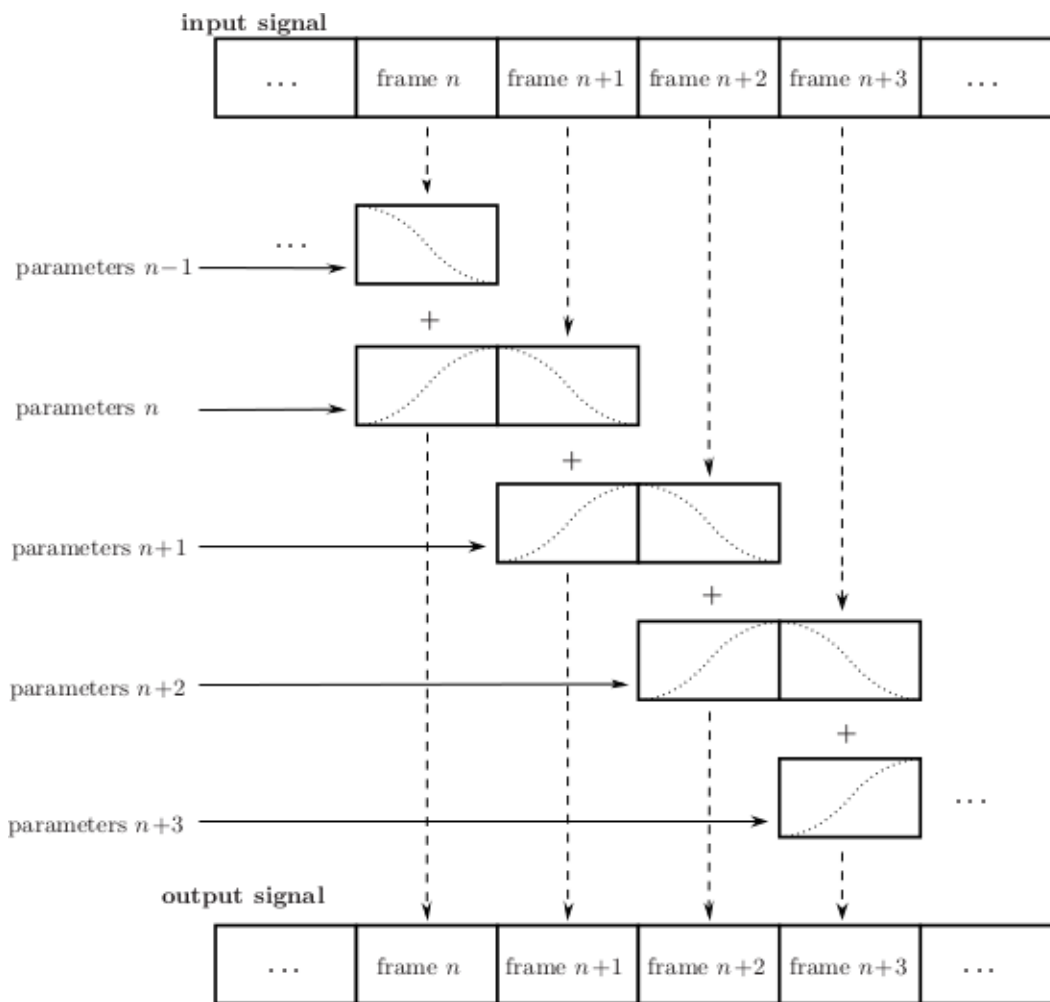 input signal
... frame n frame n+1 frame n+2 frame n+3 ...
...
parameters n−1
+
parameters n
+
parameters n+1
+
parameters n+2
+
...
parameters n+3
output signal
... frame n frame n+1 frame n+2 frame n+3 ...